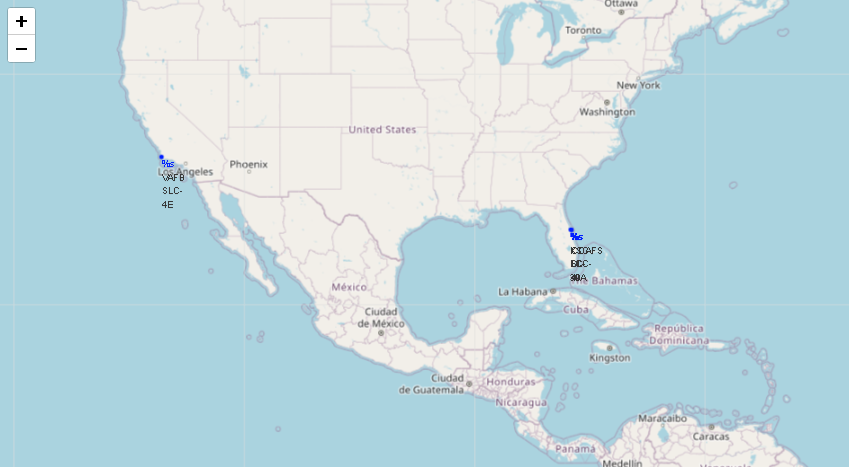 +
−
Ottawa
Toronto
New York
Washington
United States
%s
Los Angeles
Phoenix
VAFB
SLC-
4E
%s
México
Bahamas
La Habana
Cuba
Ciudad
de México
República
Dominicana
Kingston
Ciudad
de Guatemala
Honduras
Nicaragua
Maracaibo
Caracas
Panamá
Medellín
Venezuela